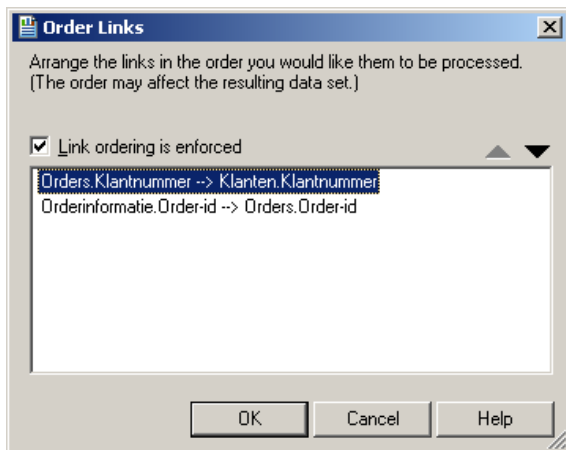 Order Links
Arrange the links in the order you would like them to be processed.
(The order may affect the resulting data set.)
Link ordering is enforced
Orders.Klantnummer --> Klanten.Klantnummer
Orderinformatie.Order-id --> Orders.Order-id
OK Cancel Help